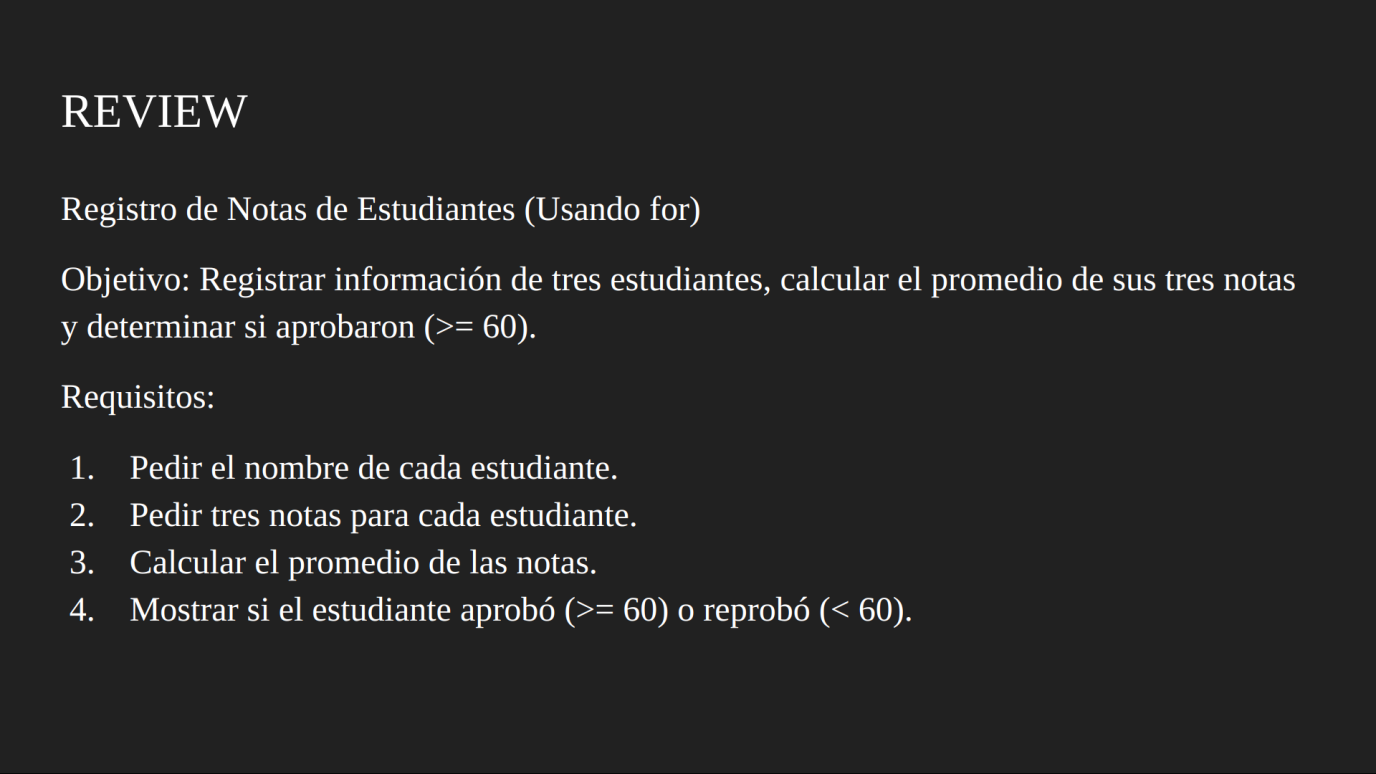 REVIEW
Registro de Notas de Estudiantes (Usando for)
Objetivo: Registrar información de tres estudiantes, calcular el promedio de sus tres notas
y determinar si aprobaron (>= 60).
Requisitos:
1. Pedir el nombre de cada estudiante.
2. Pedir tres notas para cada estudiante.
3. Calcular el promedio de las notas.
4. Mostrar si el estudiante aprobó (>= 60) o reprobó (< 60).